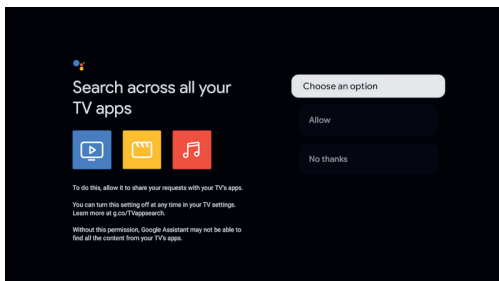 Search across all your
TV apps
To do this, allow it to share your requests with your TV's apps.
You can turn this setting off at any time in your TV settings.
Learn more at g.co/TVappsearch.
Without this permission, Google Assistant may not be able to
find all the content from your TV's apps.
Choose an option
Allow
No thanks